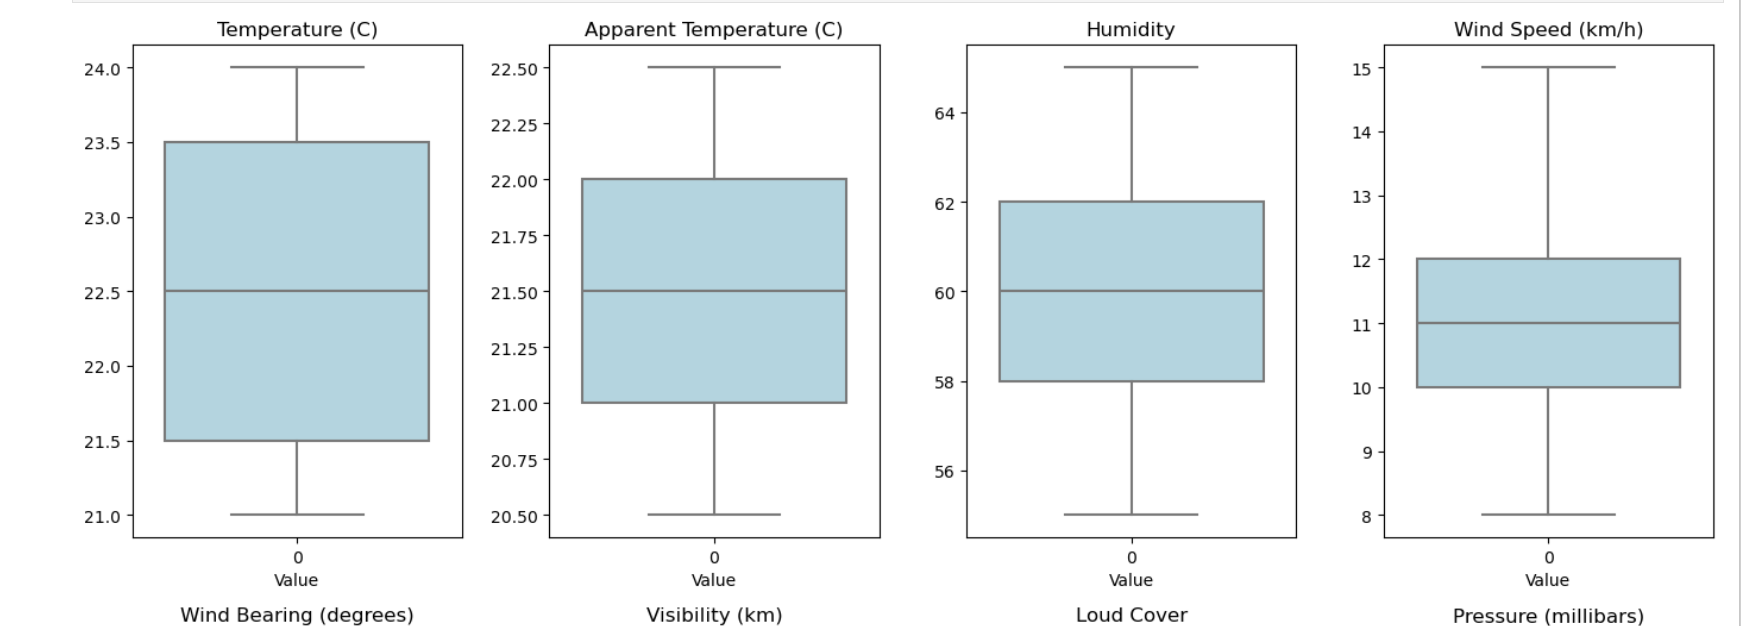 Temperature (C)
24.0
23.5
23.0
22.5
22.0
21.5
21.0
0
Value
Apparent Temperature (C)
22.50
22.25
22.00
21.75
21.50
21.25
21.00
20.75
20.50
0
Value
Humidity
64
62
60
58
56
0
Value
Wind Speed (km/h)
15
14
13
12
11
10
9
8
0
Value
Wind Bearing (degrees)
Visibility (km)
Loud Cover
Pressure (millibars)